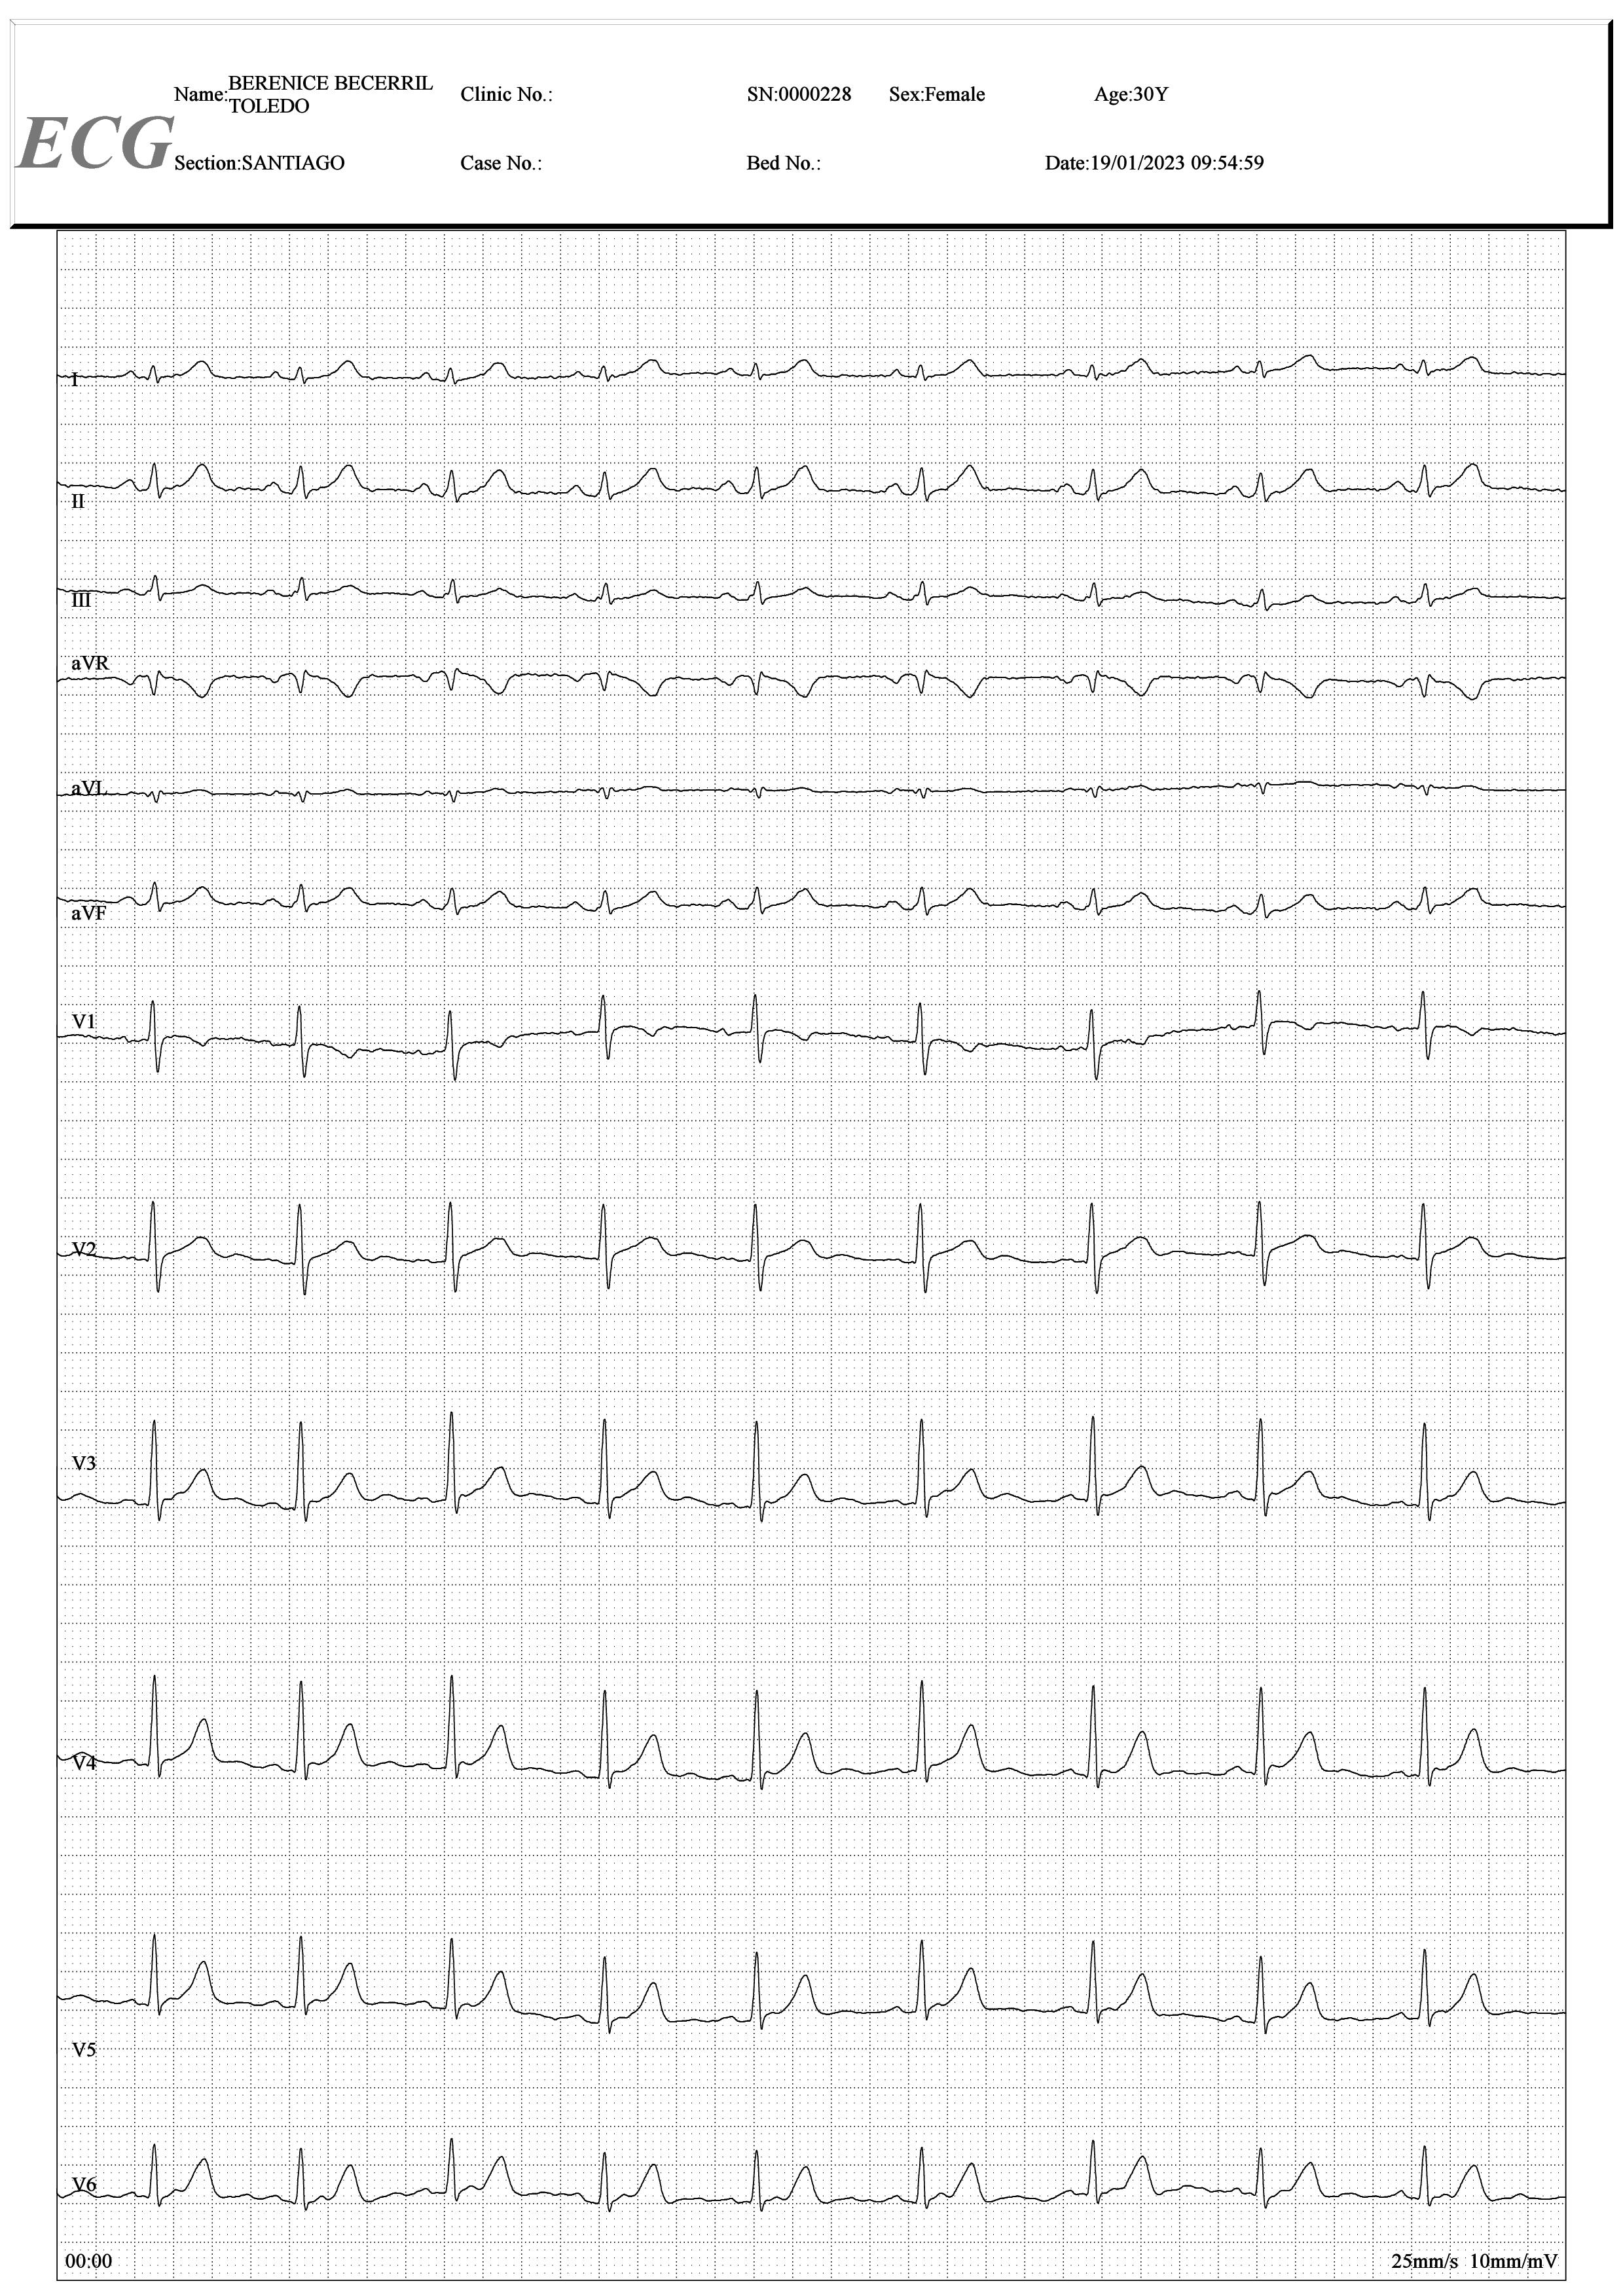 ECG
Name:BERENICE BECERRIL TOLEDO Clinic No.: SN:0000228 Sex:Female Age:30Y
Section:SANTIAGO Case No.: Bed No.: Date:19/01/2023 09:54:59
I
II
III
aVR
aVL
aVF
V1
V2
V3
V4
V5
V6
00:00 25mm/s 10mm/mV